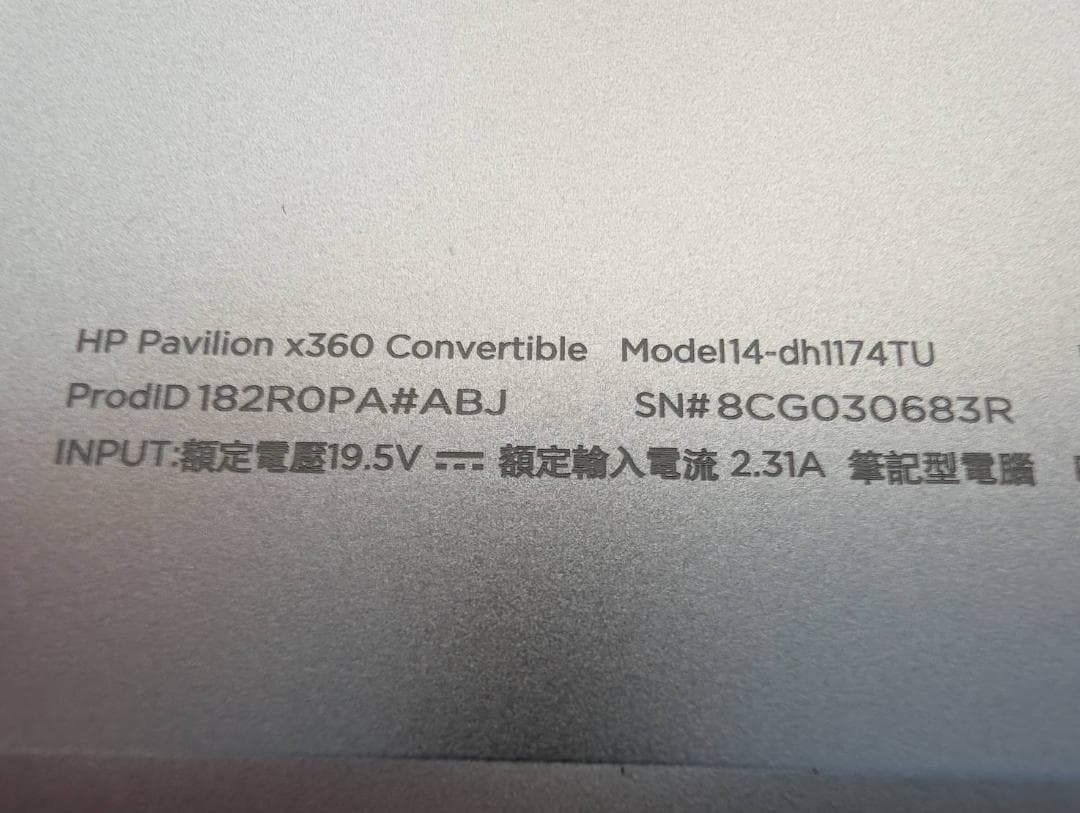 HP Pavilion x360 Convertible Model14-dh1174TU
ProdID 182R0PA#ABJ SN# 8CG030683R
INPUT:額定電壓19.5V ⎓ 額定輸入電流 2.31A 筆記型電腦